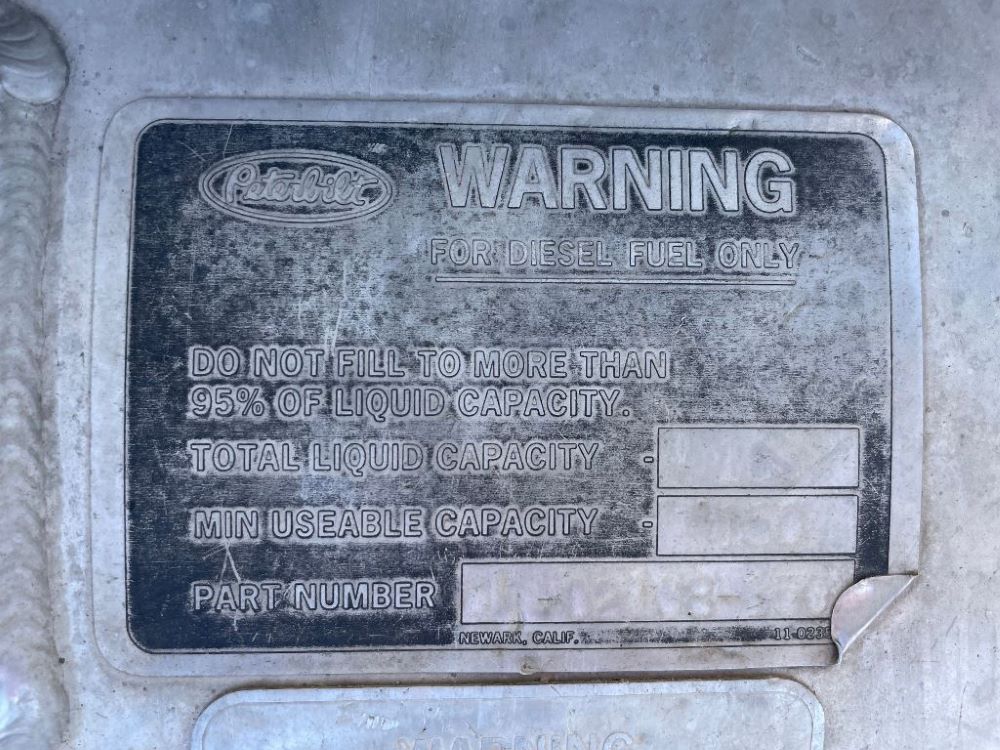 Peterbilt
WARNING
FOR DIESEL FUEL ONLY
DO NOT FILL TO MORE THAN
95% OF LIQUID CAPACITY.
TOTAL LIQUID CAPACITY -
MIN USEABLE CAPACITY -
PART NUMBER
NEWARK, CALIF.
WARNING